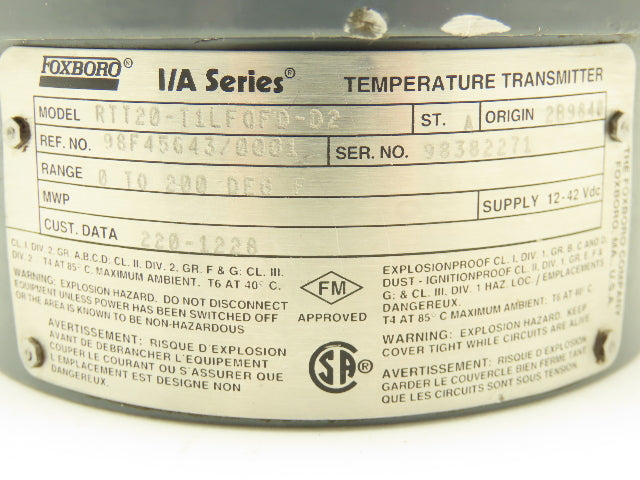 FOXBORO® I/A Series® TEMPERATURE TRANSMITTER
MODEL RTT20-T1LFQFD-D2 ST. A ORIGIN 2B9840
REF. NO. 98F45643/0001 SER. NO. 98382271
RANGE 0 TO 200 DEG F
MWP SUPPLY 12-42 Vdc
CUST. DATA 220-1228
THE FOXBORO COMPANY
FOXBORO, MA, U.S.A.
CL. I, DIV. 2, GR. A,B,C,D; CL. II, DIV. 2, GR. F & G; CL. III,
DIV. 2 T4 AT 85° C. MAXIMUM AMBIENT. T6 AT 40° C.
WARNING: EXPLOSION HAZARD. DO NOT DISCONNECT
EQUIPMENT UNLESS POWER HAS BEEN SWITCHED OFF
OR THE AREA IS KNOWN TO BE NON-HAZARDOUS
AVERTISSEMENT: RISQUE D'EXPLOSION
AVANT DE DEBRANCHER L'EQUIPEMENT
COUPER LE COURANT OU S'ASSURER QUE
L'EMPLACEMENT EST DESIGNE NON
DANGEREUX.
FM
APPROVED
SA
EXPLOSIONPROOF CL. I, DIV. 1, GR. B, C AND D;
DUST - IGNITIONPROOF CL. II, DIV. 1, GR. E, F &
G; & CL. III DIV. 1 HAZ. LOC. / EMPLACEMENTS
DANGEREUX.
T4 AT 85° C MAXIMUM AMBIENT: T6 AT 40° C
WARNING: EXPLOSION HAZARD. KEEP
COVER TIGHT WHILE CIRCUITS ARE ALIVE.
AVERTISSEMENT: RISQUE D'EXPLOSION
GARDER LE COUVERCLE BIEN FERME TANT
QUE LES CIRCUITS SONT SOUS TENSION